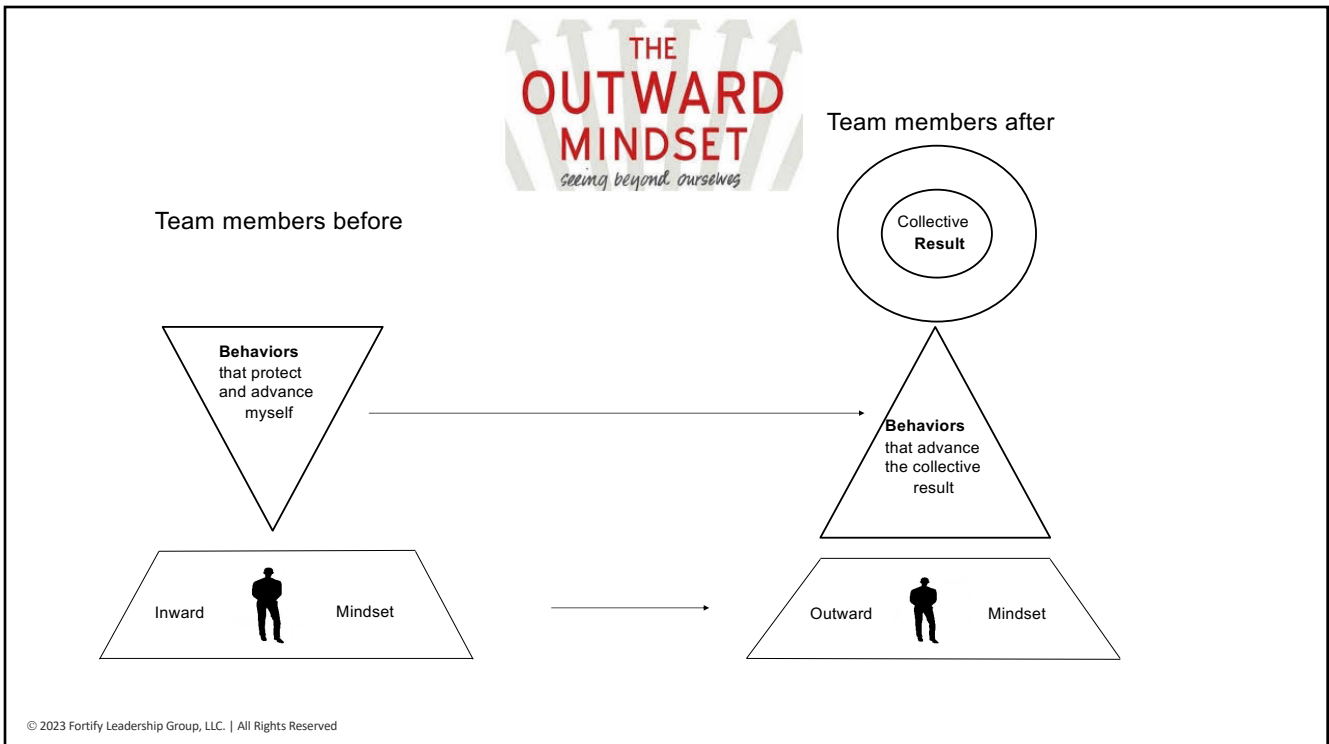 THE
OUTWARD
MINDSET
seeing beyond ourselves
Team members before
Team members after
Collective
Result
Behaviors
that protect
and advance
myself
Behaviors
that advance
the collective
result
Inward
Mindset
Outward
Mindset
© 2023 Fortify Leadership Group, LLC. | All Rights Reserved